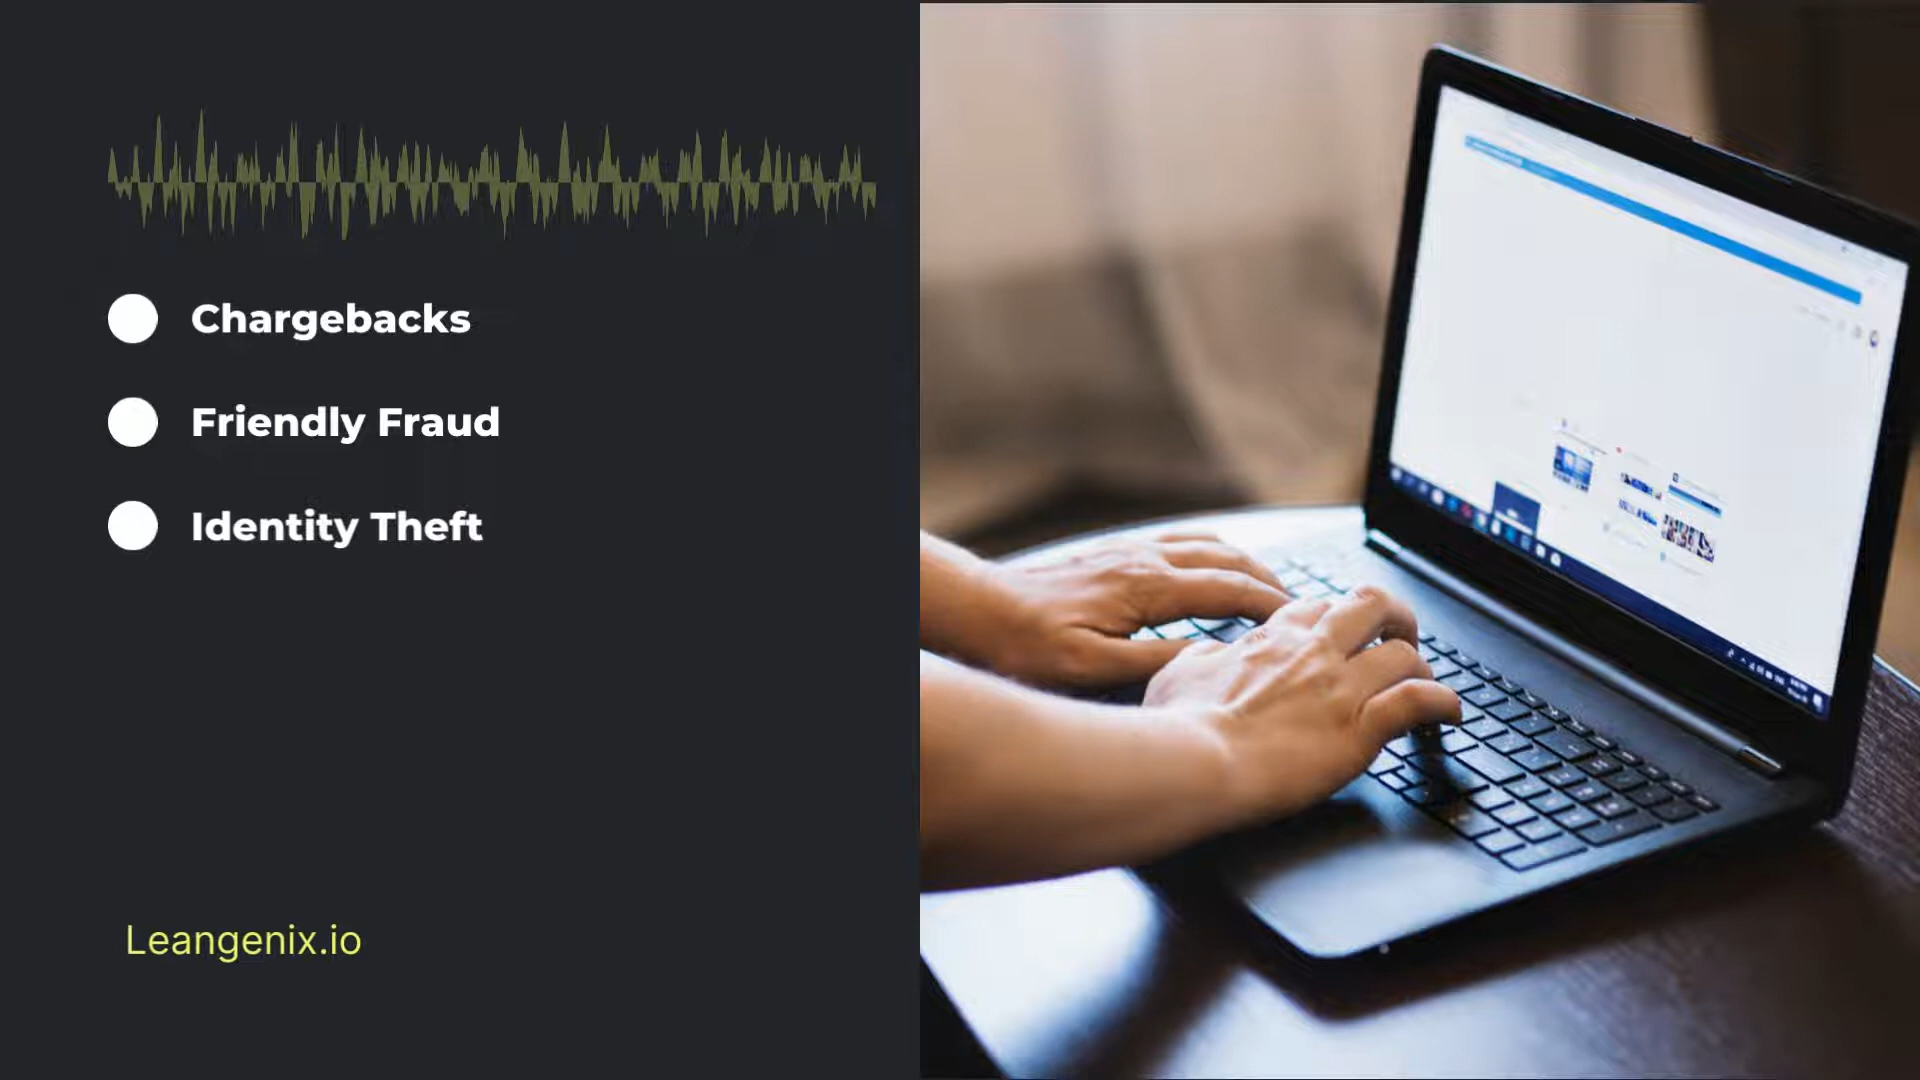 Chargebacks
Friendly Fraud
Identity Theft
Leangenix.io